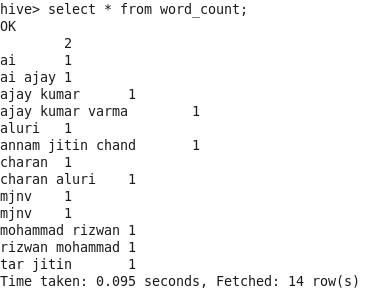 hive> select * from word_count;
OK
        2
ai      1
ai ajay 1
ajay kumar      1
ajay kumar varma        1
aluri   1
annam jitin chand       1
charan  1
charan aluri    1
mjnv    1
mjnv    1
mohammad rizwan 1
rizwan mohammad 1
tar jitin       1
Time taken: 0.095 seconds, Fetched: 14 row(s)